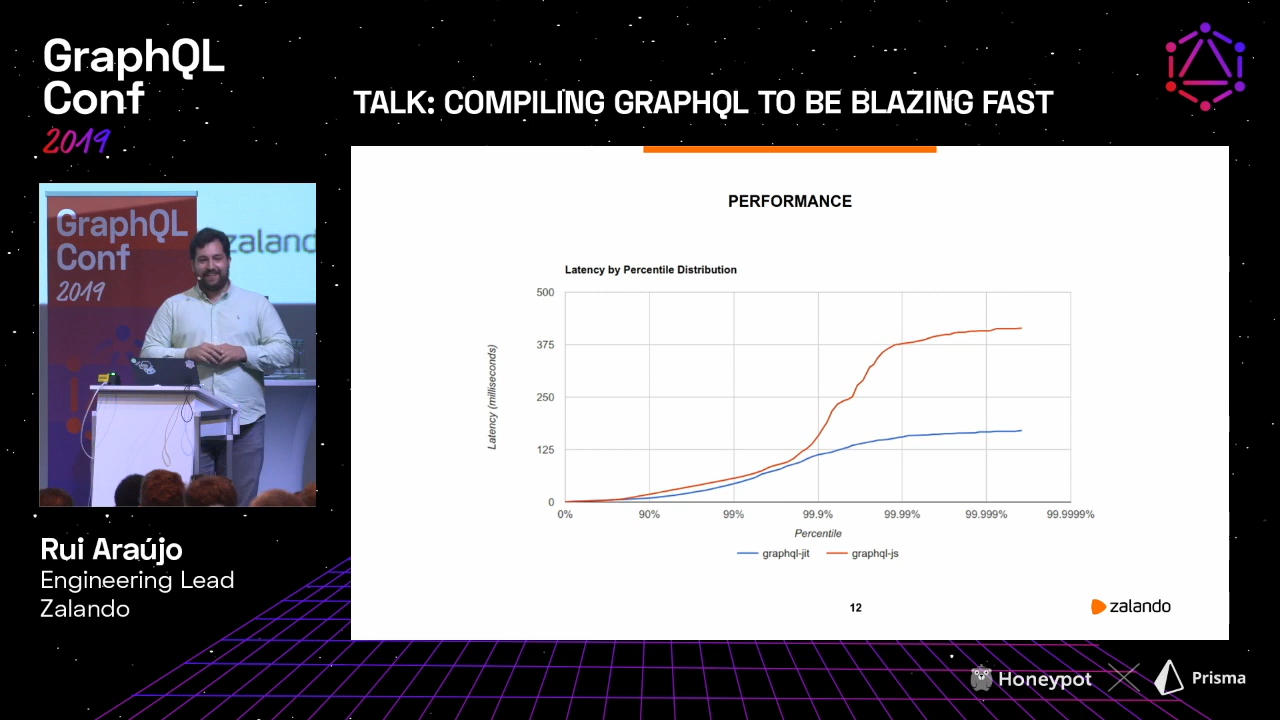 GraphQL
Conf
2019
TALK: COMPILING GRAPHQL TO BE BLAZING FAST
GraphQL
Conf
2019
zaland
Rui Araújo
Engineering Lead
Zalando
PERFORMANCE
Latency by Percentile Distribution
500
375
250
125
0
Latency (milliseconds)
0%
90%
99%
99.9%
99.99%
99.999%
99.9999%
Percentile
graphql-jit
graphql-js
12
zalando
Honeypot
Prisma